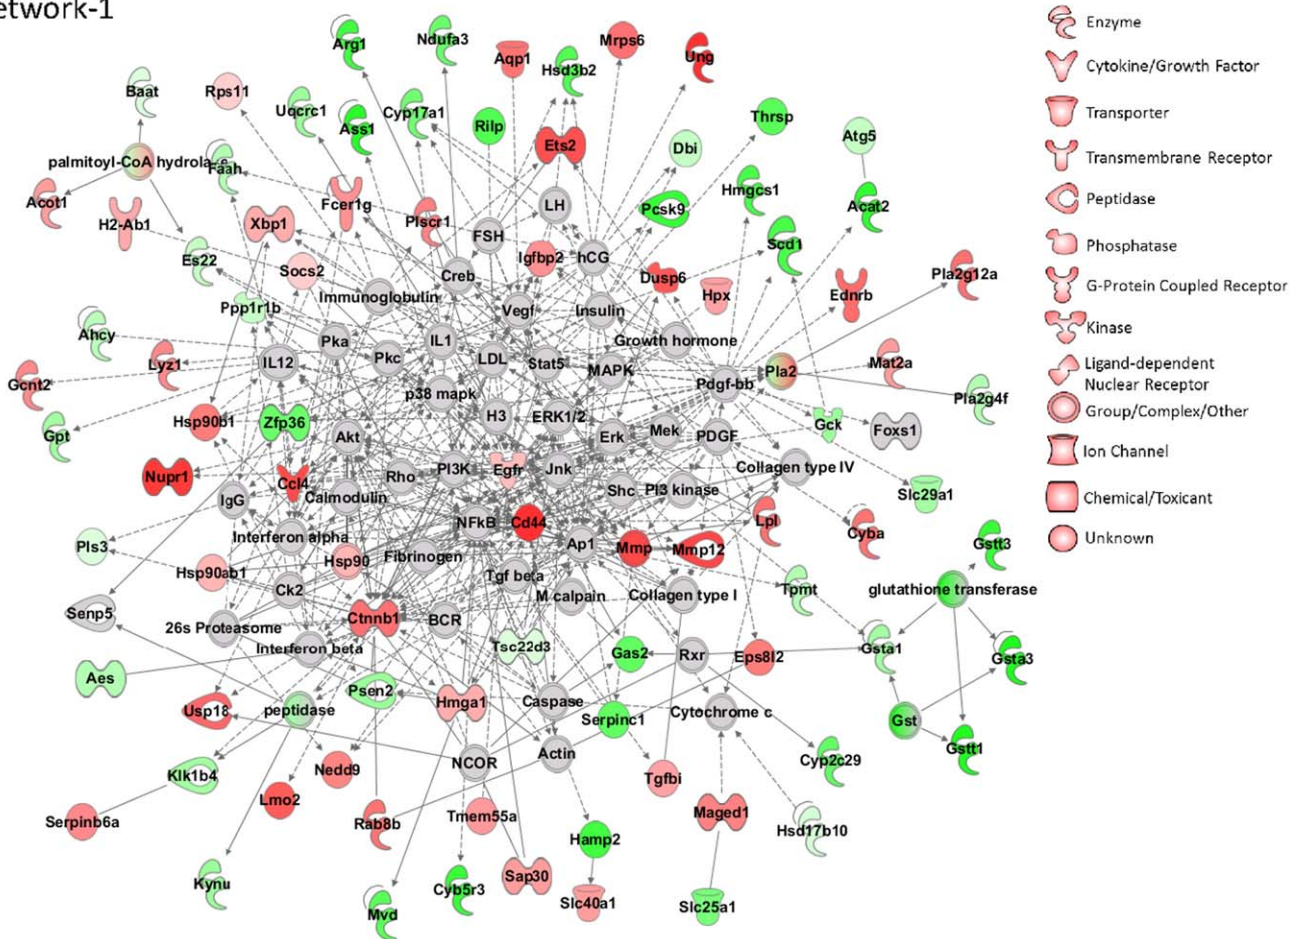 etwork-1
Arg1
Ndufa3
Aqp1
Hsd3b2
Mrps6
Ung
Baat
Rps11
Uqcrc1
Ass1
Cyp17a1
Rilp
Ets2
Dbi
Thrsp
Atg5
palmitoyl-CoA hydrola
Faah
Acot1
H2-Ab1
Xbp1
Fcer1g
Plscr1
FSH
LH
Pcsk9
Hmgcs1
Acat2
Es22
Socs2
Creb
Igfbp2
hCG
Dusp6
Hpx
Scd1
Ednrb
Pla2g12a
Ppp1r1b
Immunoglobulin
Vegf
Insulin
Ahcy
Growth hormone
Pka
IL1
Gcnt2
Lyz1
IL12
Pkc
LDL
Stat5
MAPK
Pdgf-bb
Pla2
Mat2a
Pla2g4f
p38 mapk
Gpt
Hsp90b1
Zfp36
Akt
H3
ERK1/2
Erk
Mek
PDGF
Gck
Foxs1
Nupr1
Ccl4
IgG
Calmodulin
Rho
PI3K
Egfr
Jnk
Shc
PI3 kinase
Collagen type IV
Slc29a1
Pls3
Interferon alpha
NFkB
Cd44
Ap1
Mmp
Mmp12
Lpl
Cyba
Gstt3
Hsp90ab1
Hsp90
Fibrinogen
Tgf beta
Ck2
M calpain
Collagen type I
Tpmt
glutathione transferase
Senp5
26s Proteasome
Ctnnb1
BCR
Interferon beta
Tsc22d3
Gas2
Rxr
Eps8l2
Gsta1
Gsta3
Aes
Usp18
peptidase
Psen2
Hmga1
Caspase
Serpinc1
Cytochrome c
Gst
Gstt1
Klk1b4
Nedd9
NCOR
Actin
Tgfbi
Cyp2c29
Serpinb6a
Lmo2
Rab8b
Tmem55a
Hamp2
Maged1
Hsd17b10
Kynu
Mvd
Cyb5r3
Sap30
Slc40a1
Slc25a1
Enzyme
Cytokine/Growth Factor
Transporter
Transmembrane Receptor
Peptidase
Phosphatase
G-Protein Coupled Receptor
Kinase
Ligand-dependent
Nuclear Receptor
Group/Complex/Other
Ion Channel
Chemical/Toxicant
Unknown